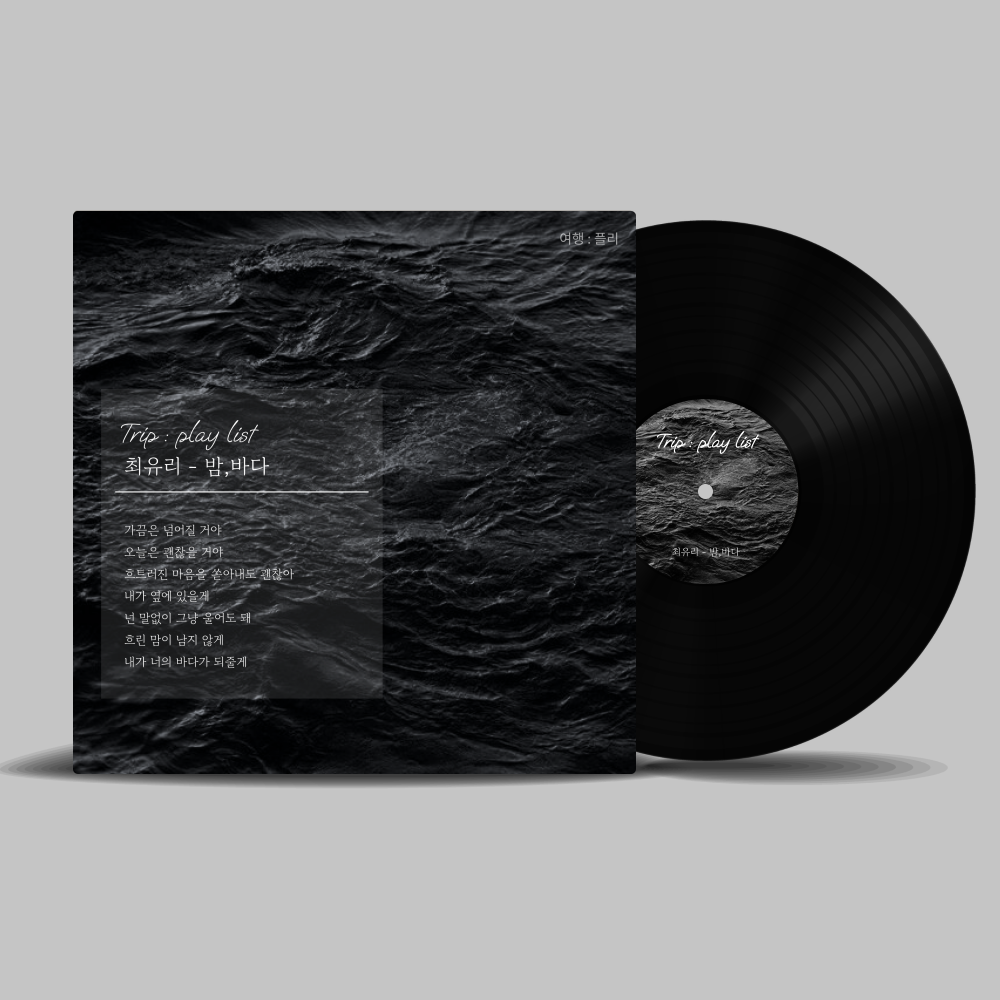 여행 : 플리
Trip : play list
최유리 - 밤,바다
가끔은 넘어질 거야
오늘은 괜찮을 거야
흐트러진 마음을 쏟아내도 괜찮아
내가 옆에 있을게
넌 말없이 그냥 울어도 돼
흐린 맘이 남지 않게
내가 너의 바다가 되줄게
Trip : play list
최유리 - 밤,바다